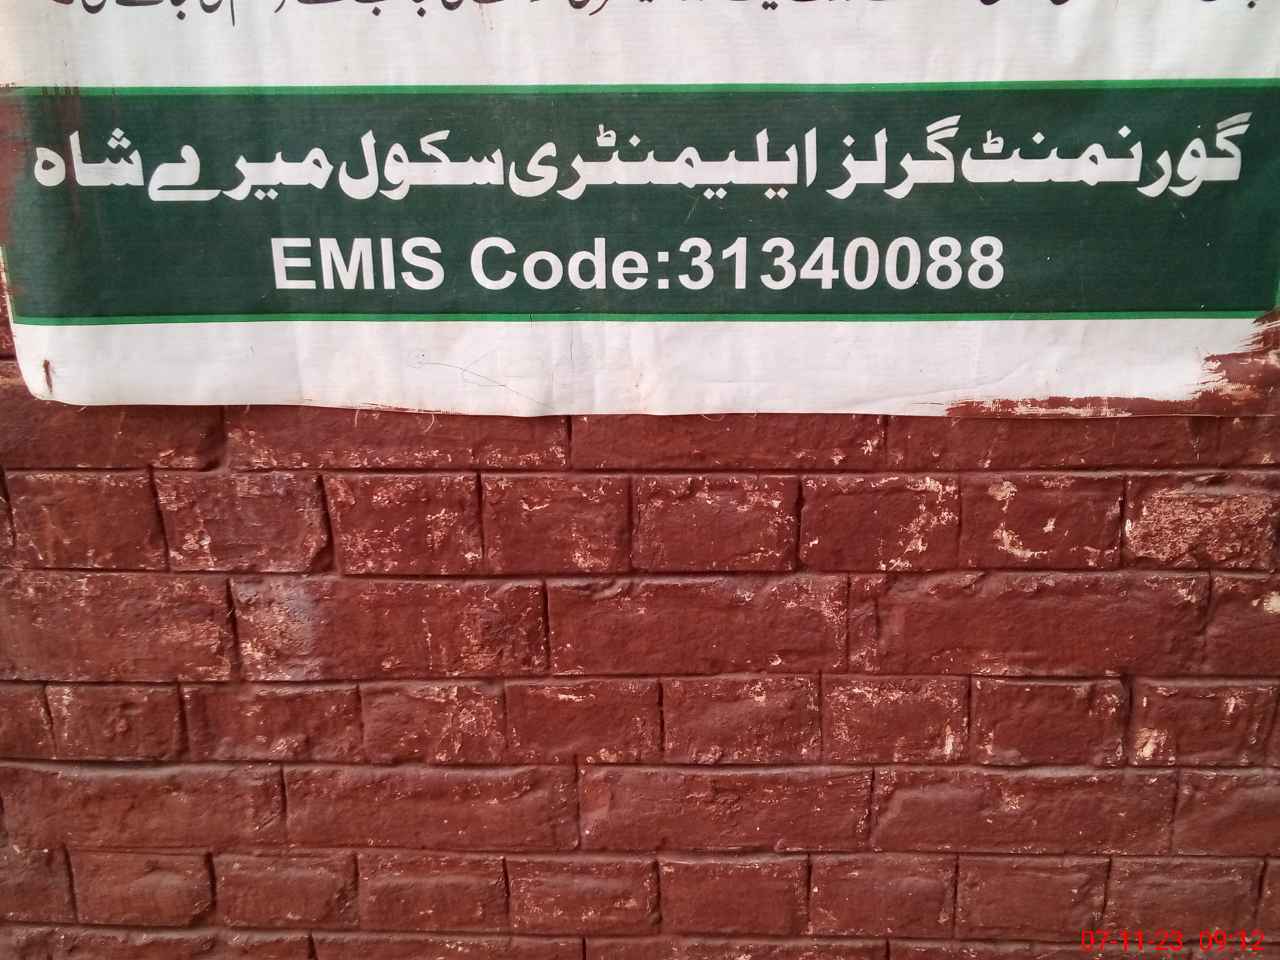 گورنمنٹ گرلز ایلیمنٹری سکول میرے شاہ
EMIS Code:31340088
07-11-23 09:12